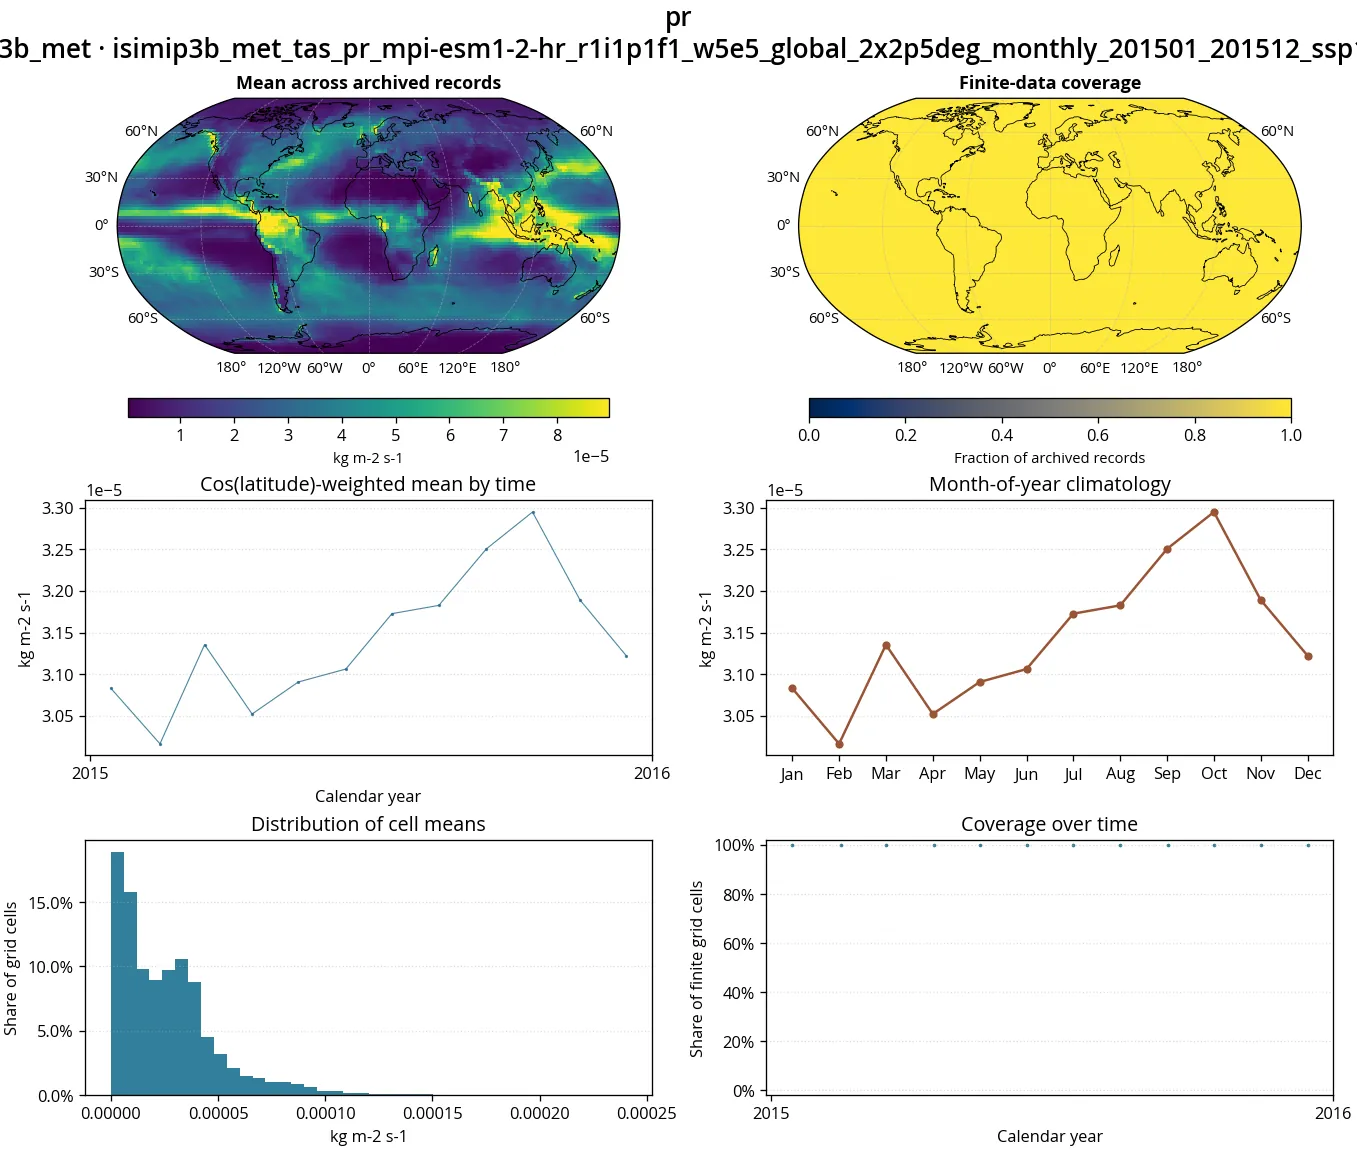 pr
3b_met · isimip3b_met_tas_pr_mpi-esm1-2-hr_r1i1p1f1_w5e5_global_2x2p5deg_monthly_201501_201512_ssp
Mean across archived records
60°N
60°N
30°N
0°
30°S
60°S
60°S
180° 120°W 60°W 0° 60°E 120°E 180°
1 2 3 4 5 6 7 8
kg m-2 s-1
1e−5
Finite-data coverage
60°N
60°N
30°N
0°
30°S
60°S
60°S
180° 120°W 60°W 0° 60°E 120°E 180°
0.0 0.2 0.4 0.6 0.8 1.0
Fraction of archived records
Cos(latitude)-weighted mean by time
1e−5
3.30
3.25
3.20
3.15
3.10
3.05
kg m-2 s-1
2015 2016
Calendar year
Month-of-year climatology
1e−5
3.30
3.25
3.20
3.15
3.10
3.05
kg m-2 s-1
Jan Feb Mar Apr May Jun Jul Aug Sep Oct Nov Dec
Distribution of cell means
15.0%
10.0%
5.0%
0.0%
Share of grid cells
0.00000 0.00005 0.00010 0.00015 0.00020 0.00025
kg m-2 s-1
Coverage over time
100%
80%
60%
40%
20%
0%
Share of finite grid cells
2015 2016
Calendar year